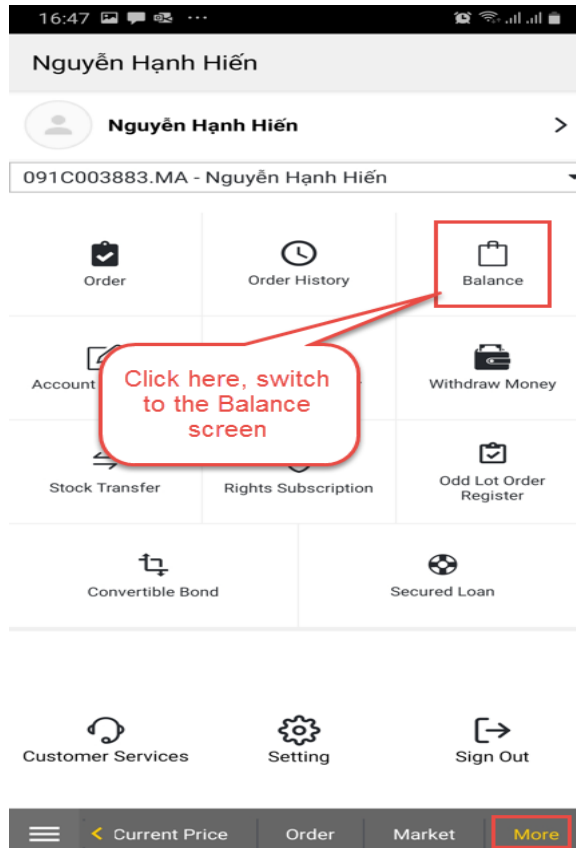 16:47
Nguyễn Hạnh Hiến
Nguyễn Hạnh Hiến
091C003883.MA - Nguyễn Hạnh Hiến
Order
Order History
Balance
Account
Click here, switch
to the Balance
screen
Withdraw Money
Stock Transfer
Rights Subscription
Odd Lot Order
Register
Convertible Bond
Secured Loan
Customer Services
Setting
Sign Out
Current Price
Order
Market
More